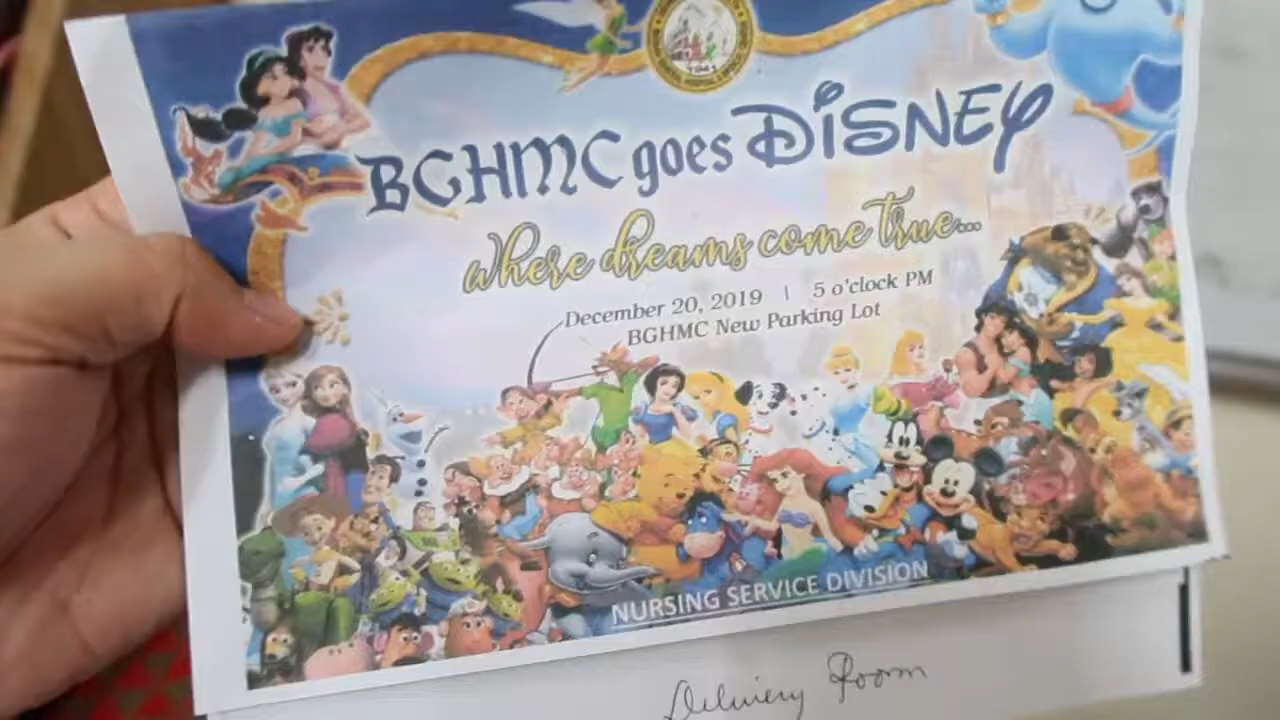 BGHMC goes DISNEY
where dreams come true...
December 20, 2019 | 5 o'clock PM
BGHMC New Parking Lot
NURSING SERVICE DIVISION
Delivery Room